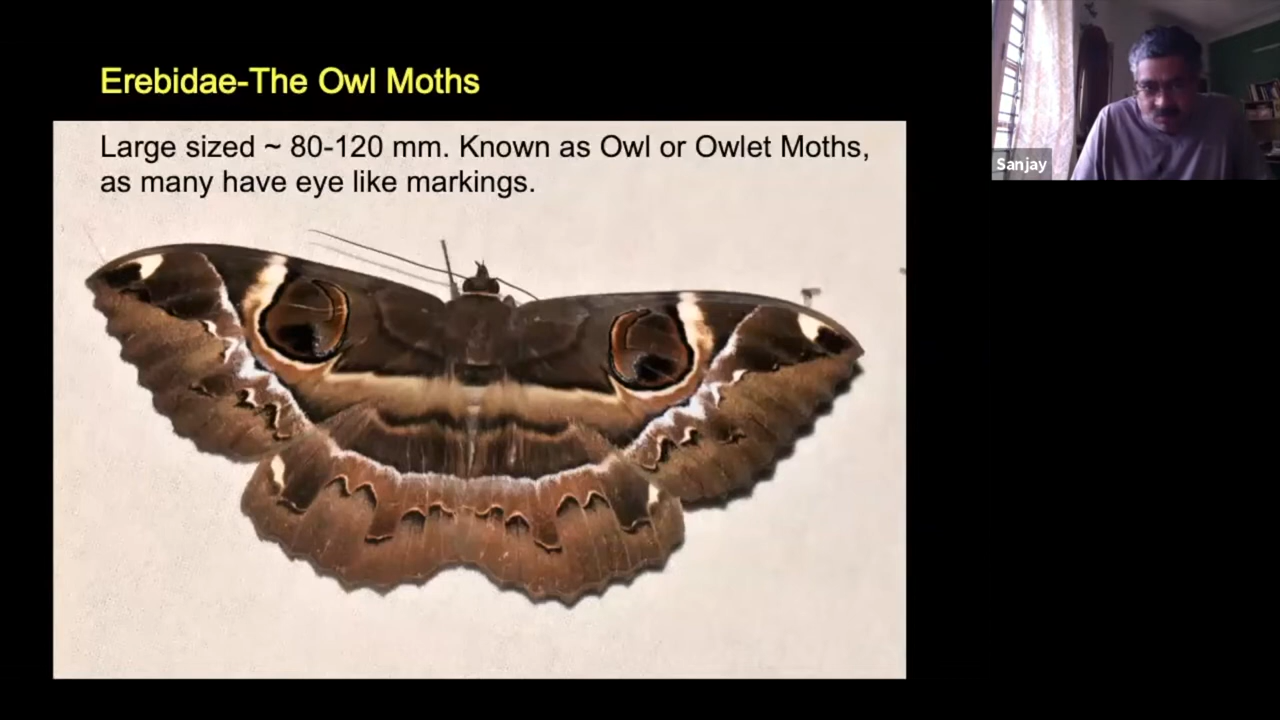 Erebidae-The Owl Moths
Large sized ~ 80-120 mm. Known as Owl or Owlet Moths,
as many have eye like markings.
Sanjay